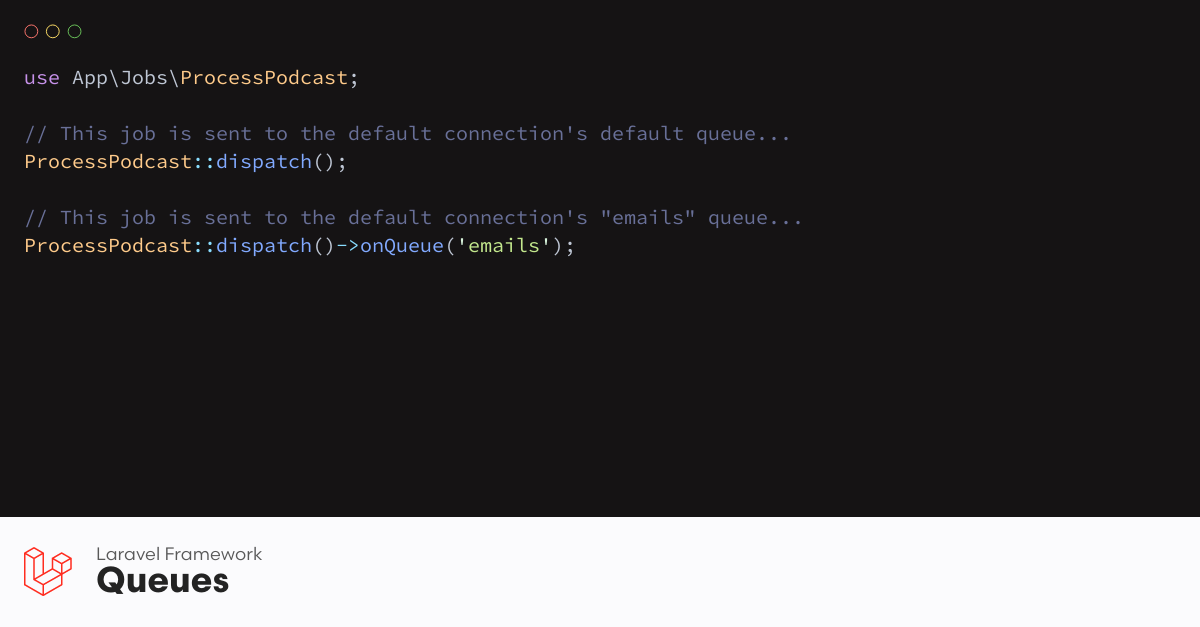 use App\Jobs\ProcessPodcast;
// This job is sent to the default connection's default queue...
ProcessPodcast::dispatch();
// This job is sent to the default connection's "emails" queue...
ProcessPodcast::dispatch()->onQueue('emails');
Laravel Framework
Queues